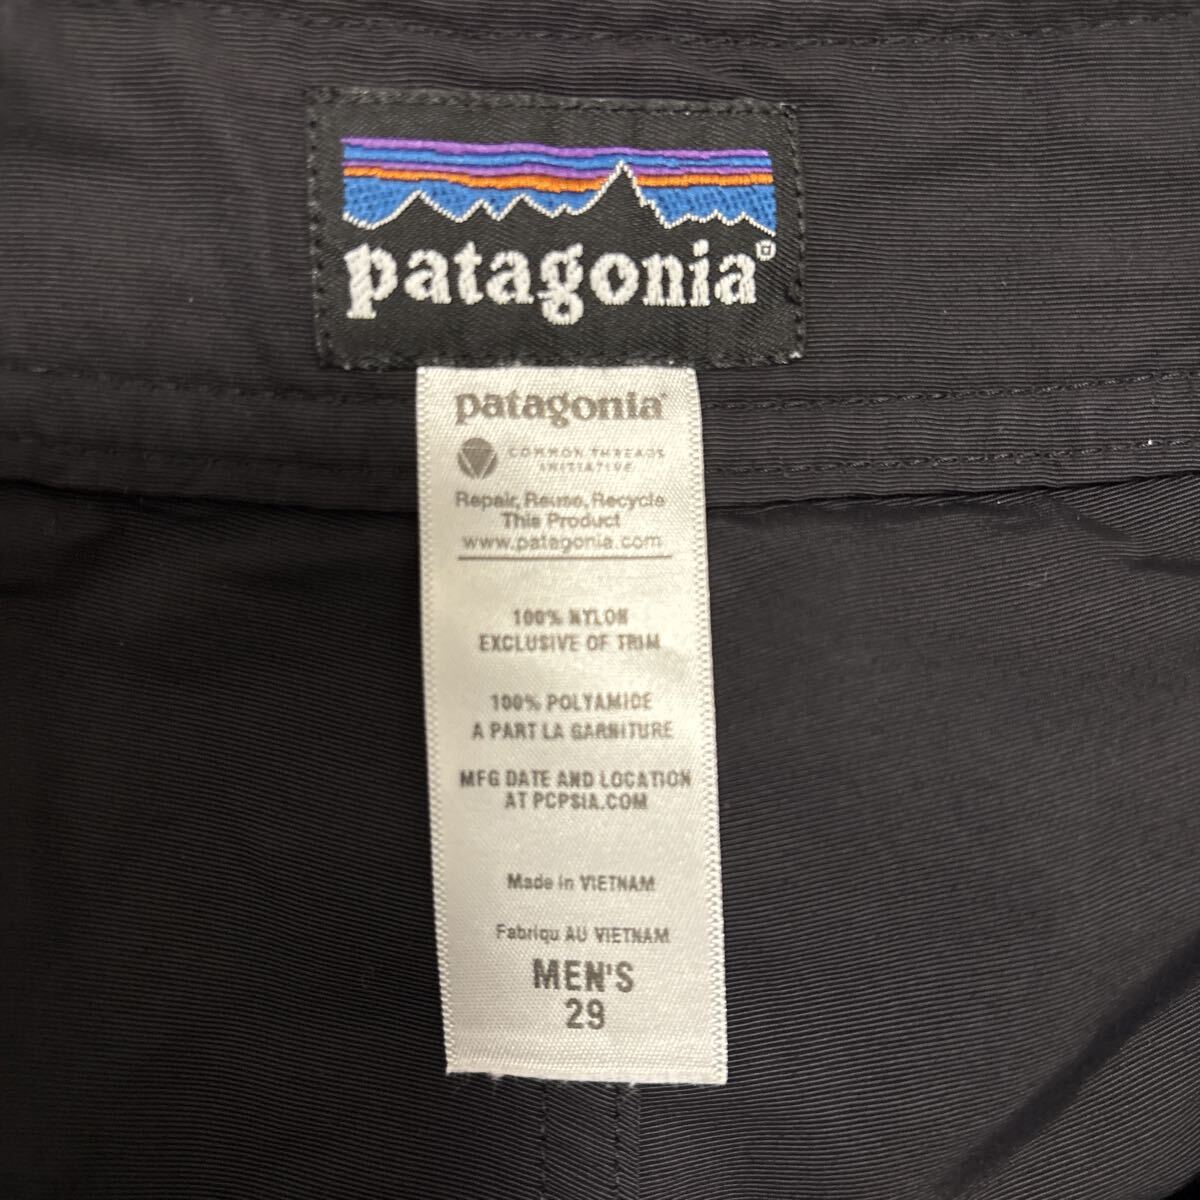 patagonia®
patagonia®
COMMON THREADS
INITIATIVE
Repair, Reuse, Recycle
This Product
www.patagonia.com
100% NYLON
EXCLUSIVE OF TRIM
100% POLYAMIDE
A PART LA GARNITURE
MFG DATE AND LOCATION
AT PCPSIA.COM
Made in VIETNAM
Fabriqu AU VIETNAM
MEN'S
29